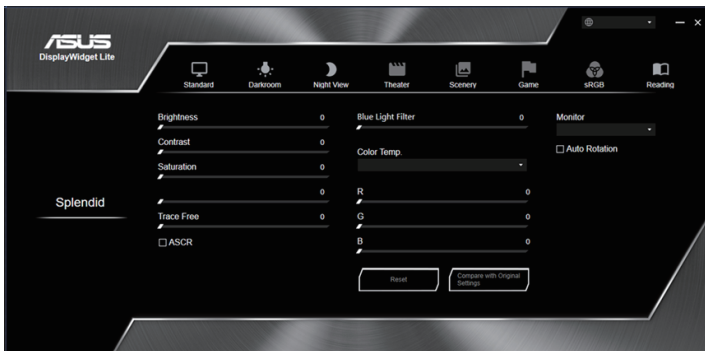 ASUS
DisplayWidget Lite
Standard
Darkroom
Night View
Theater
Scenery
Game
sRGB
Reading
Splendid
Brightness 0
Contrast 0
Saturation 0
0
Trace Free 0
ASCR
Blue Light Filter 0
Color Temp.
R 0
G 0
B 0
Reset
Compare with Original
Settings
Monitor
Auto Rotation